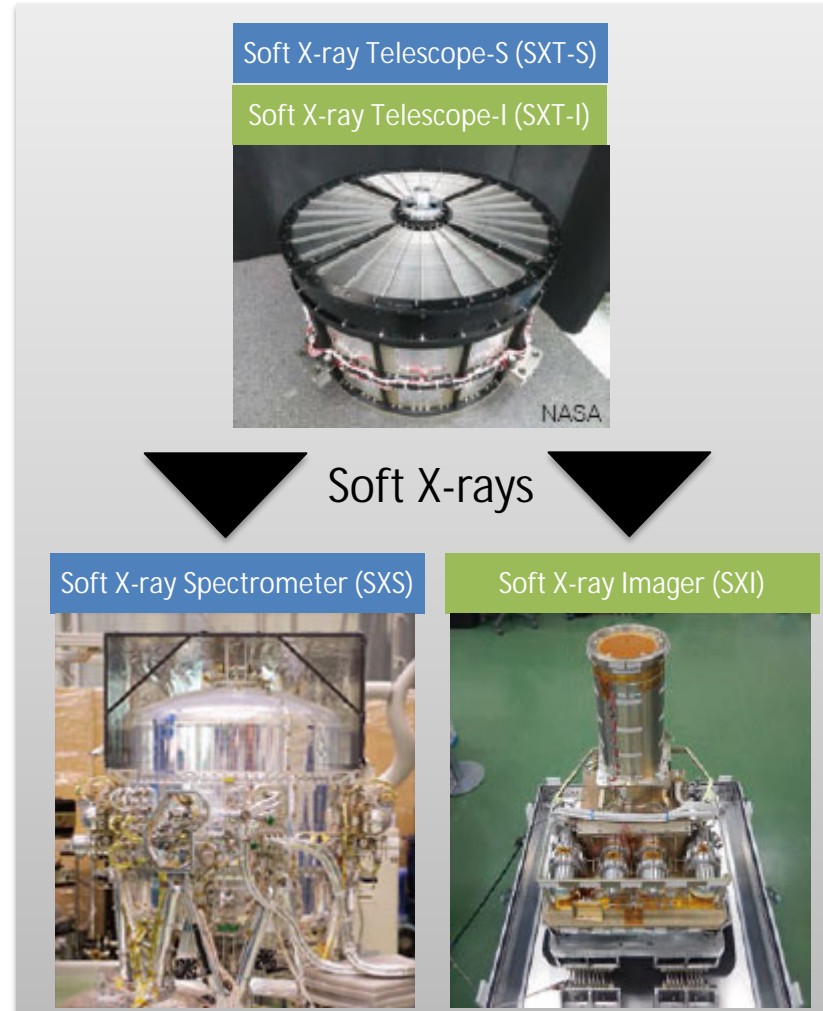 Soft X-ray Telescope-S (SXT-S)
Soft X-ray Telescope-I (SXT-I)
NASA
Soft X-rays
Soft X-ray Spectrometer (SXS)
Soft X-ray Imager (SXI)